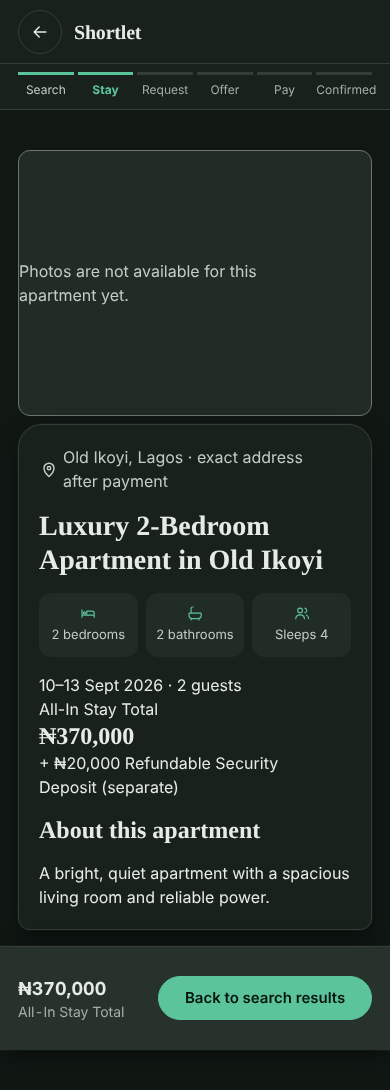 Shortlet
Search
Stay
Request
Offer
Pay
Confirmed
Photos are not available for this
apartment yet.
Old Ikoyi, Lagos · exact address
after payment
Luxury 2-Bedroom
Apartment in Old Ikoyi
2 bedrooms
2 bathrooms
Sleeps 4
10–13 Sept 2026 · 2 guests
All-In Stay Total
₦370,000
+ ₦20,000 Refundable Security
Deposit (separate)
About this apartment
A bright, quiet apartment with a spacious
living room and reliable power.
₦370,000
All-In Stay Total
Back to search results